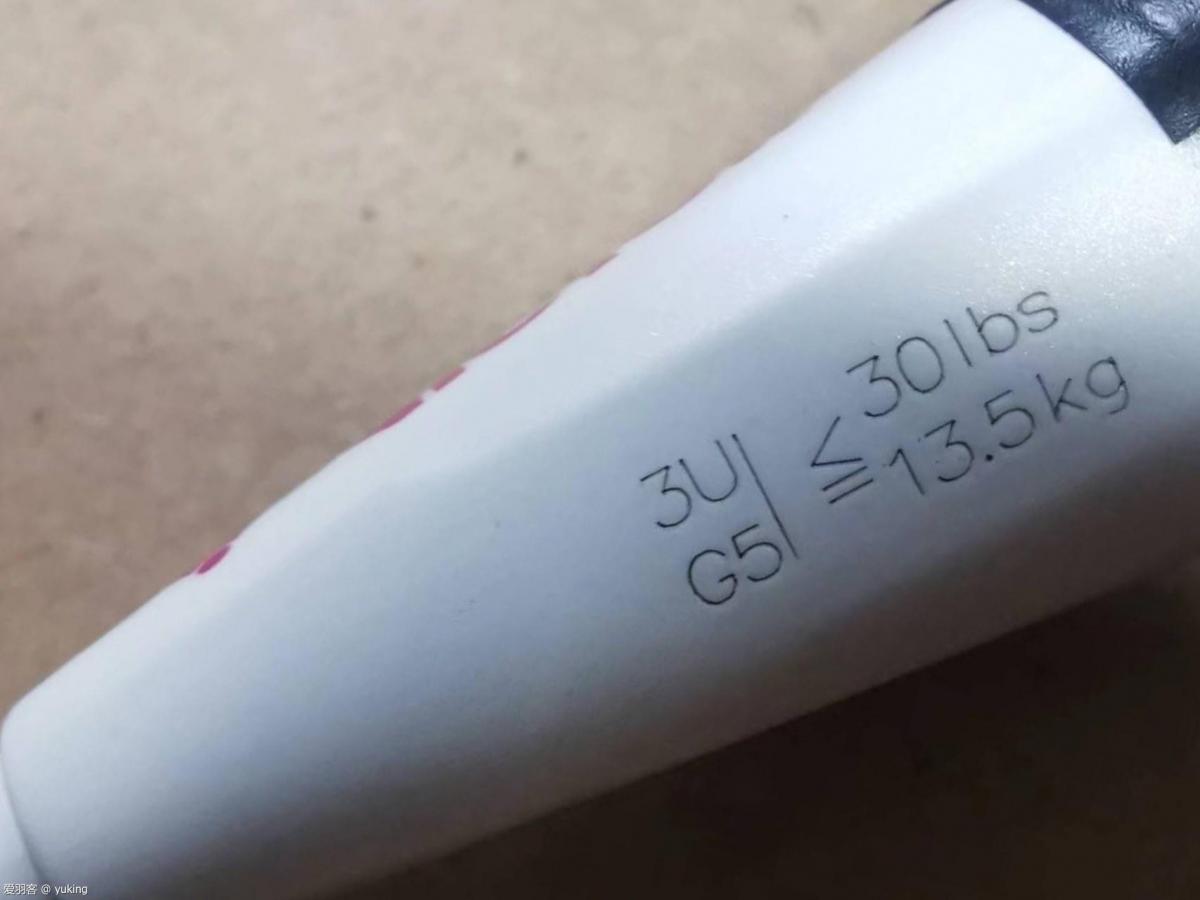 3U| ≦30lbs
G5| 13.5kg
爱羽客 @ yuking